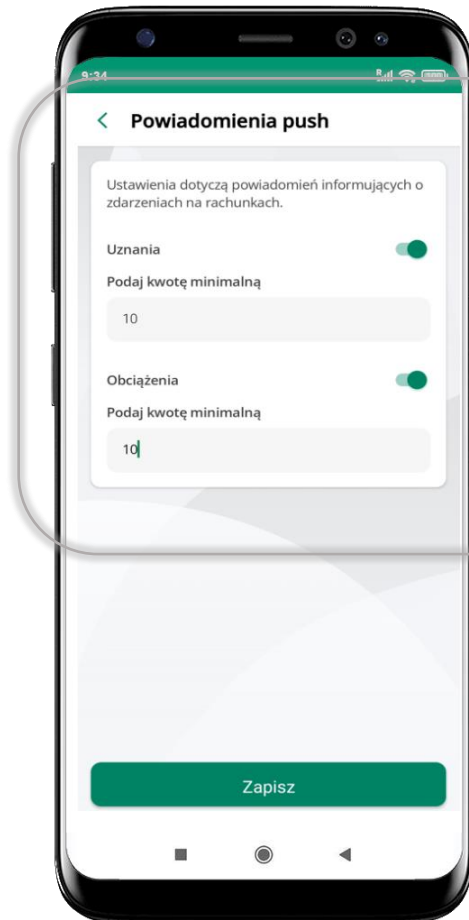 9:34
Powiadomienia push
Ustawienia dotyczą powiadomień informujących o
zdarzeniach na rachunkach.
Uznania
Podaj kwotę minimalną
10
Obciążenia
Podaj kwotę minimalną
10
Zapisz